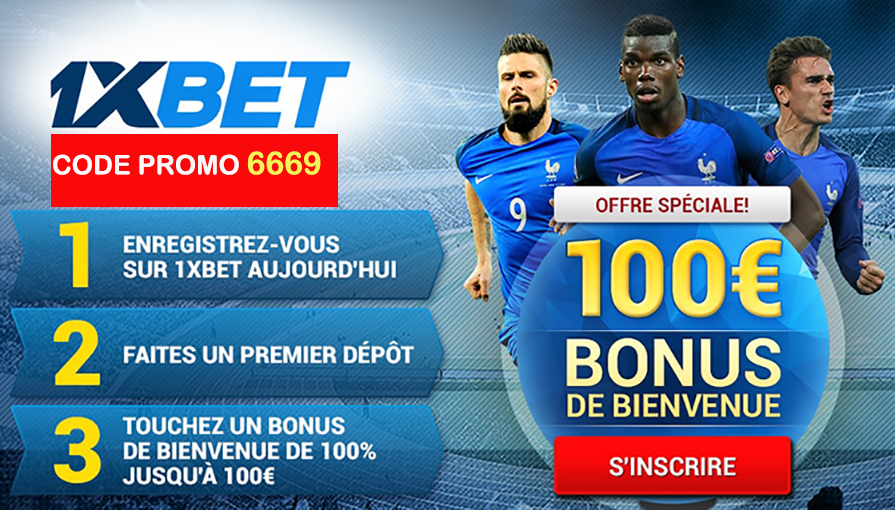 1XBET
CODE PROMO 6669
1
ENREGISTREZ-VOUS
SUR 1XBET AUJOURD'HUI
2
FAITES UN PREMIER DÉPÔT
3
TOUCHEZ UN BONUS
DE BIENVENUE DE 100%
JUSQU'À 100€
9
OFFRE SPÉCIALE!
100€
BONUS
DE BIENVENUE
S'INSCRIRE